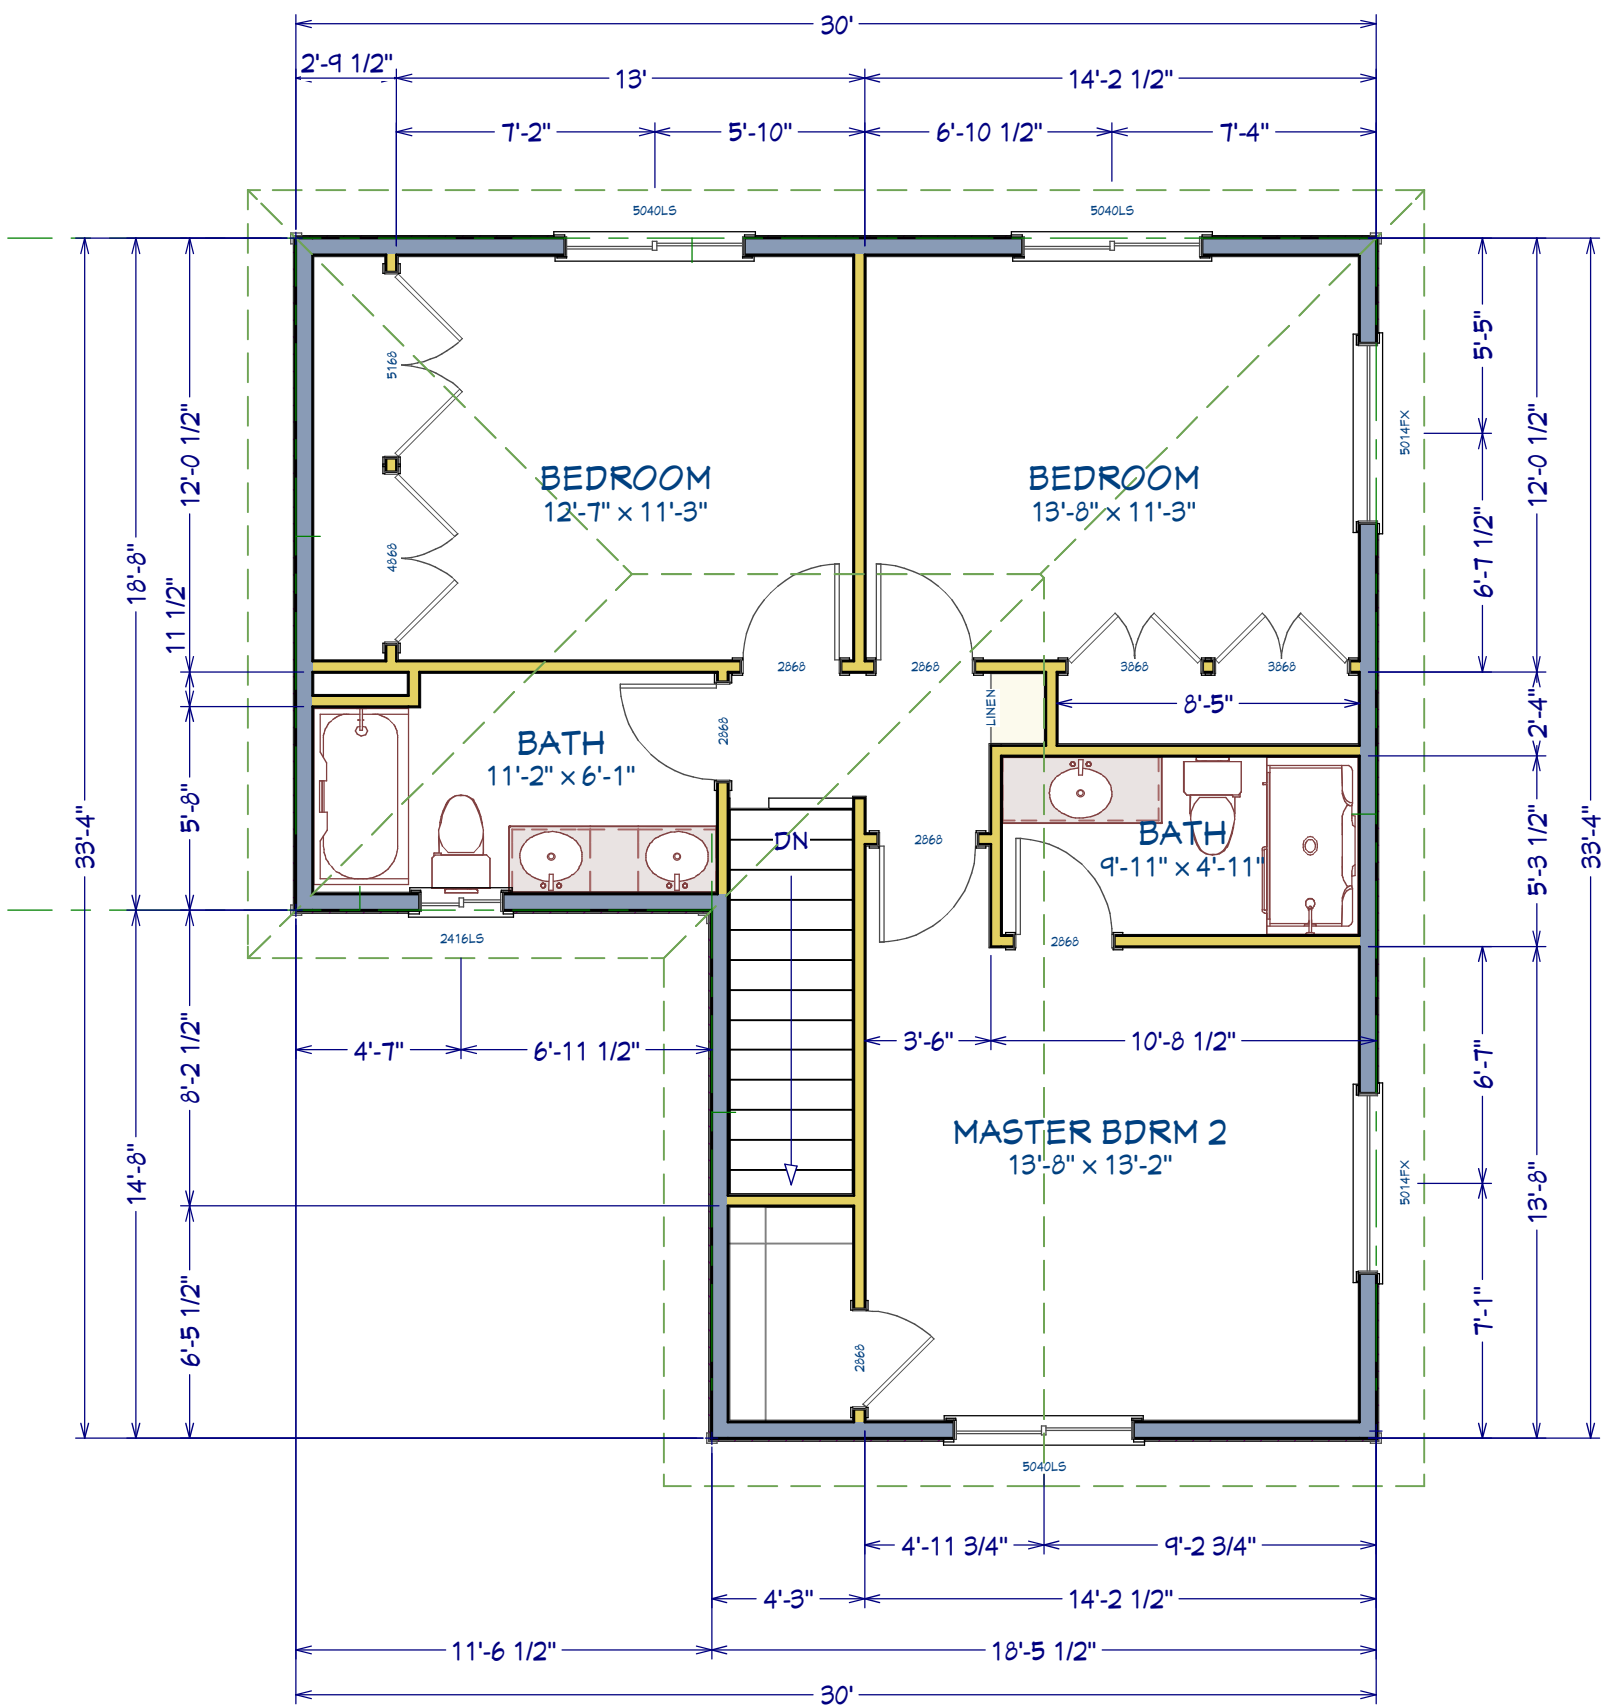 30'
2'-9 1/2"
13'
14'-2 1/2"
7'-2"
5'-10"
6'-10 1/2"
7'-4"
5040LS
5040LS
5'-5"
5168
12'-0 1/2"
5014FX
12'-0 1/2"
BEDROOM
12'-7" x 11'-3"
BEDROOM
13'-8" x 11'-3"
4868
18'-8"
6'-7 1/2"
11 1/2"
2868
2868
3868
3868
LINEN
8'-5"
2'-4"
2868
BATH
11'-2" x 6'-1"
5'-8"
33'-4"
DN
2868
BATH
9'-11" x 4'-11"
5'-3 1/2"
33'-4"
2416LS
2868
4'-7"
6'-11 1/2"
3'-6"
10'-8 1/2"
8'-2 1/2"
6'-7"
MASTER BDRM 2
13'-8" x 13'-2"
14'-8"
5014FX
13'-8"
6'-5 1/2"
7'-1"
2868
5040LS
4'-11 3/4"
9'-2 3/4"
4'-3"
14'-2 1/2"
11'-6 1/2"
18'-5 1/2"
30'